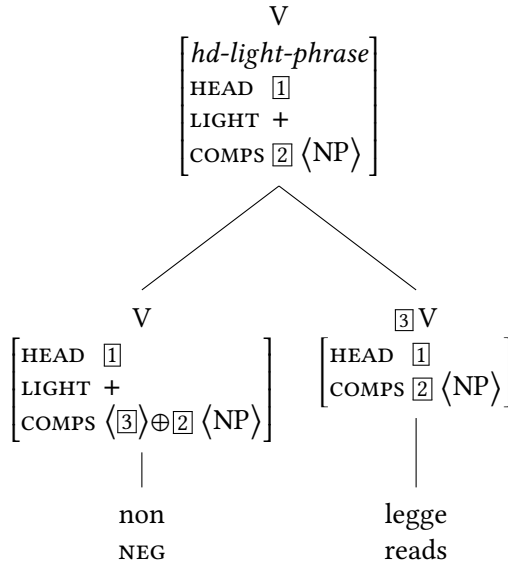 V
hd-light-phrase
HEAD 1
LIGHT +
COMPS 2 ⟨NP⟩
V
HEAD 1
LIGHT +
COMPS ⟨3⟩⊕2 ⟨NP⟩
3 V
HEAD 1
COMPS 2 ⟨NP⟩
non
NEG
legge
reads